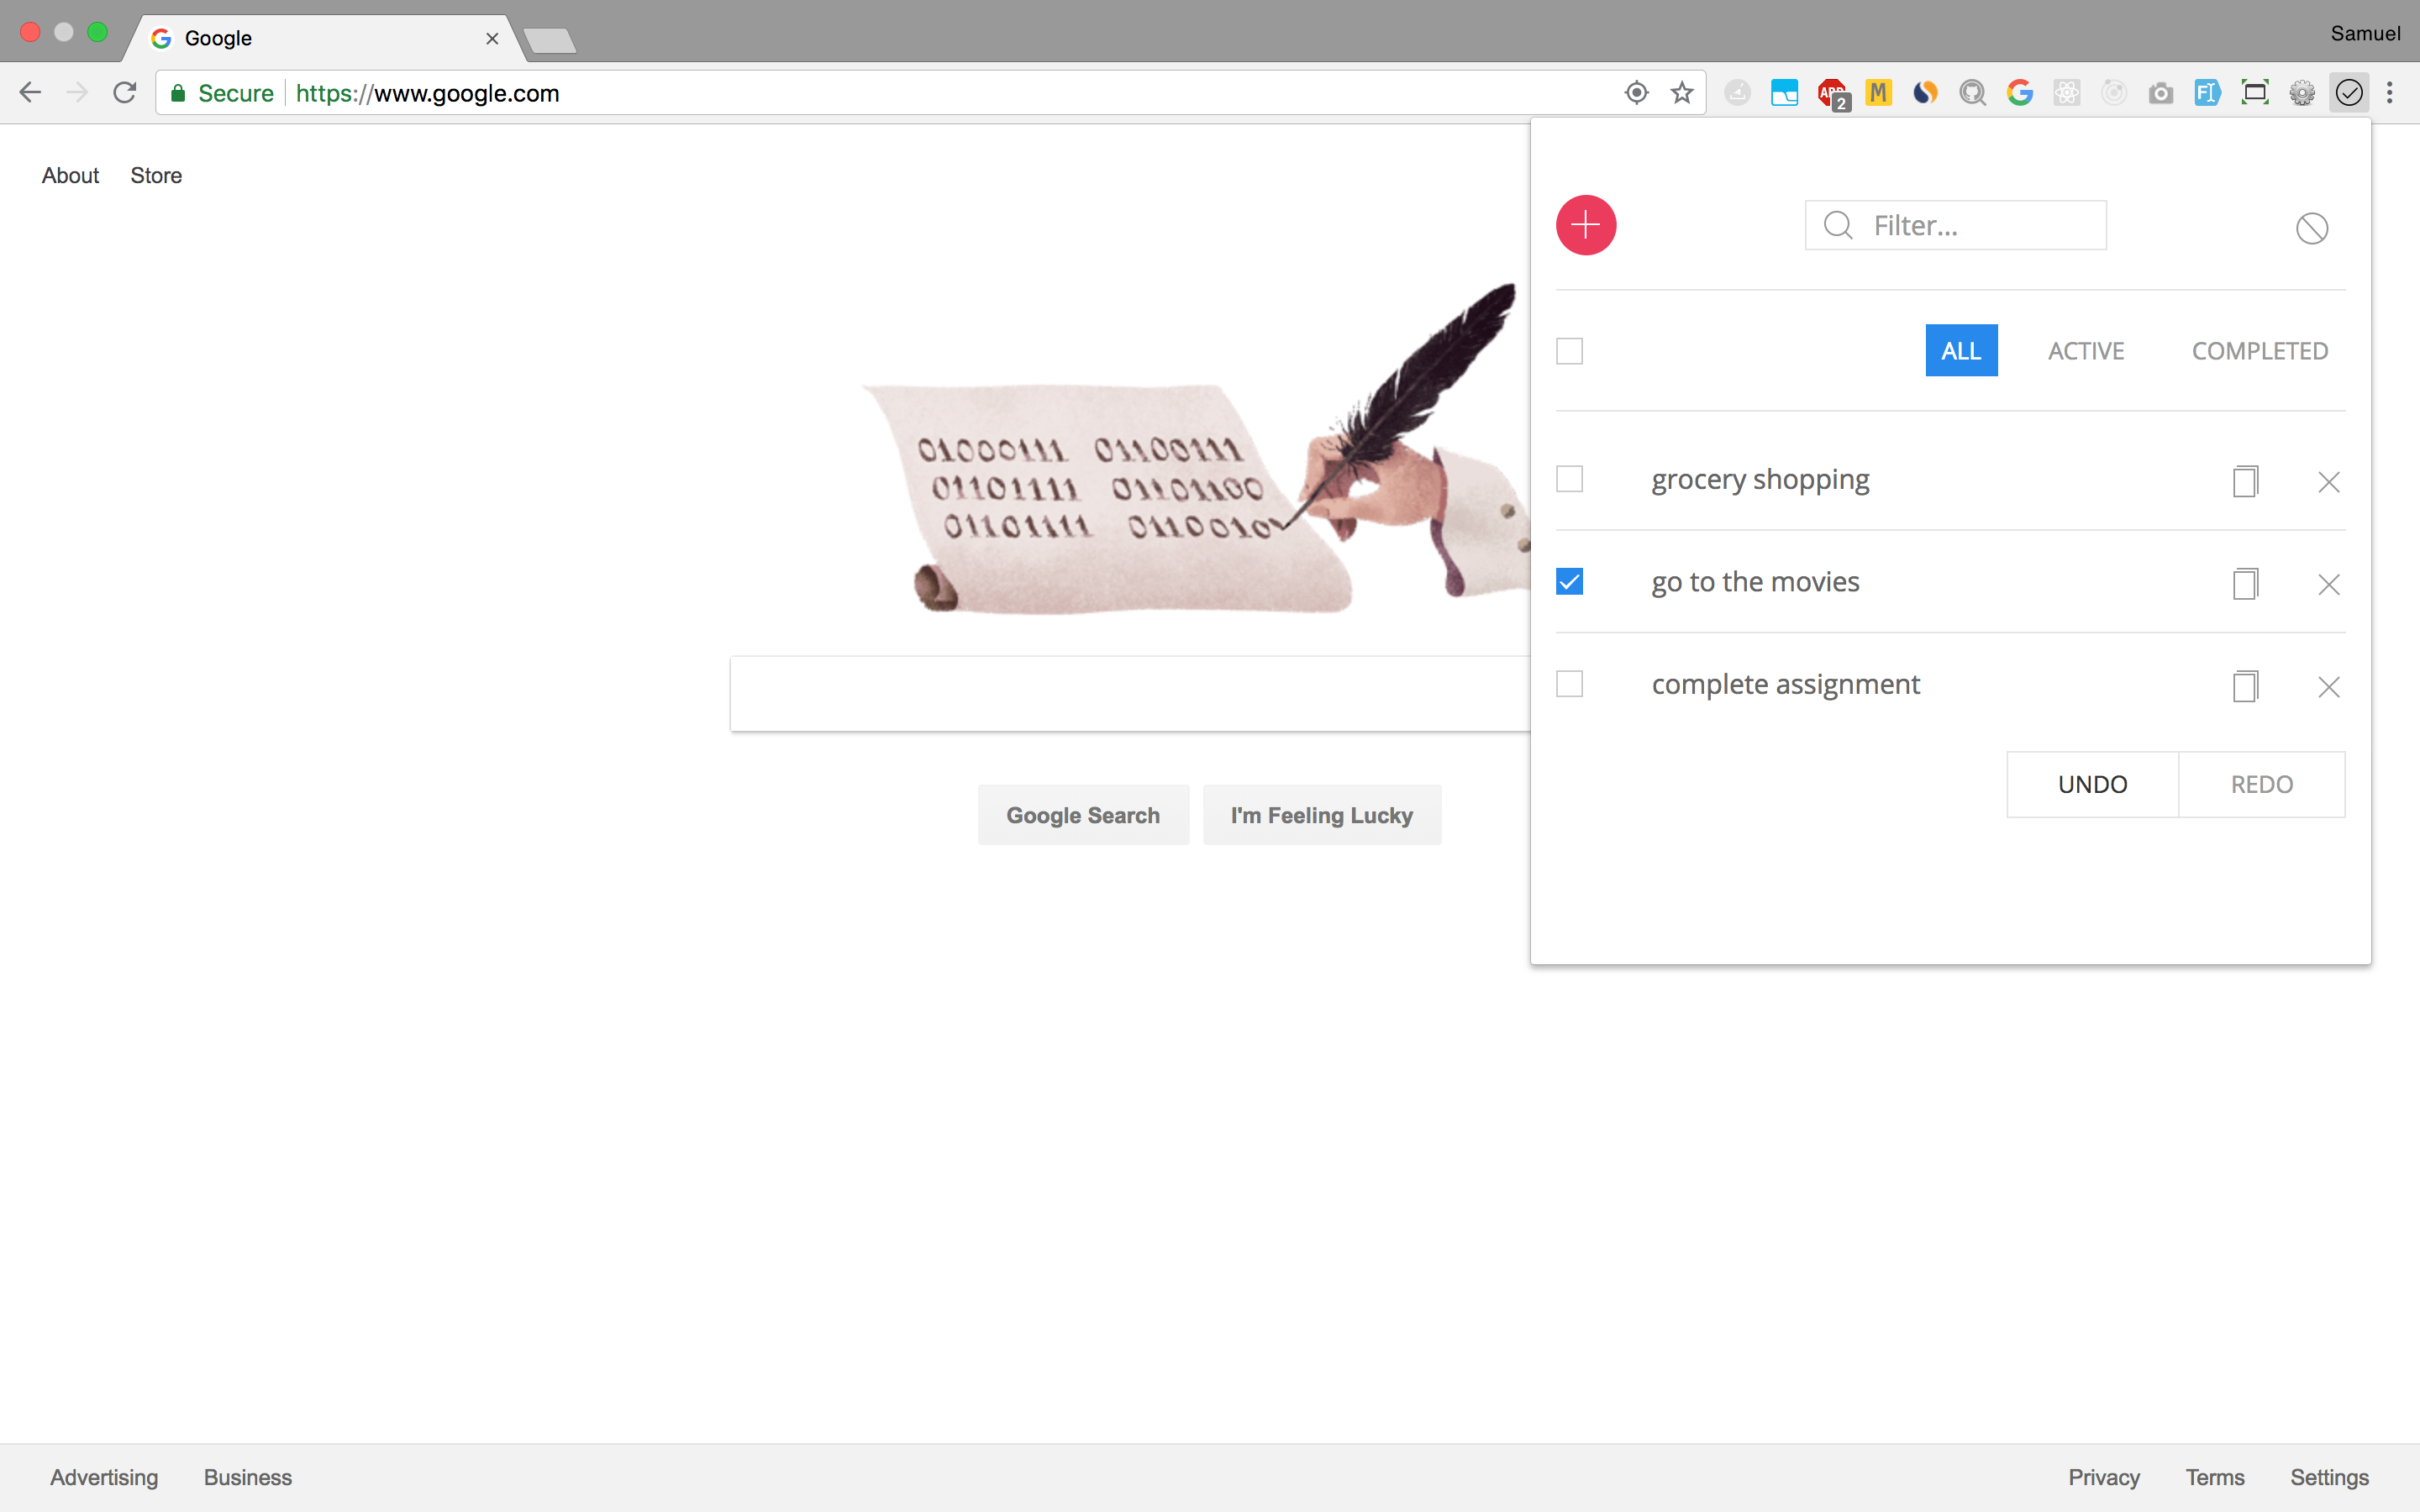 Google
Samuel
Secure
https://www.google.com
ABP
2
M
About Store
Filter...
ALL ACTIVE COMPLETED
01000111 01100111
01101111 01101100
01101111 0110010
grocery shopping
go to the movies
complete assignment
UNDO REDO
Google Search I'm Feeling Lucky
Advertising Business
Privacy Terms Settings